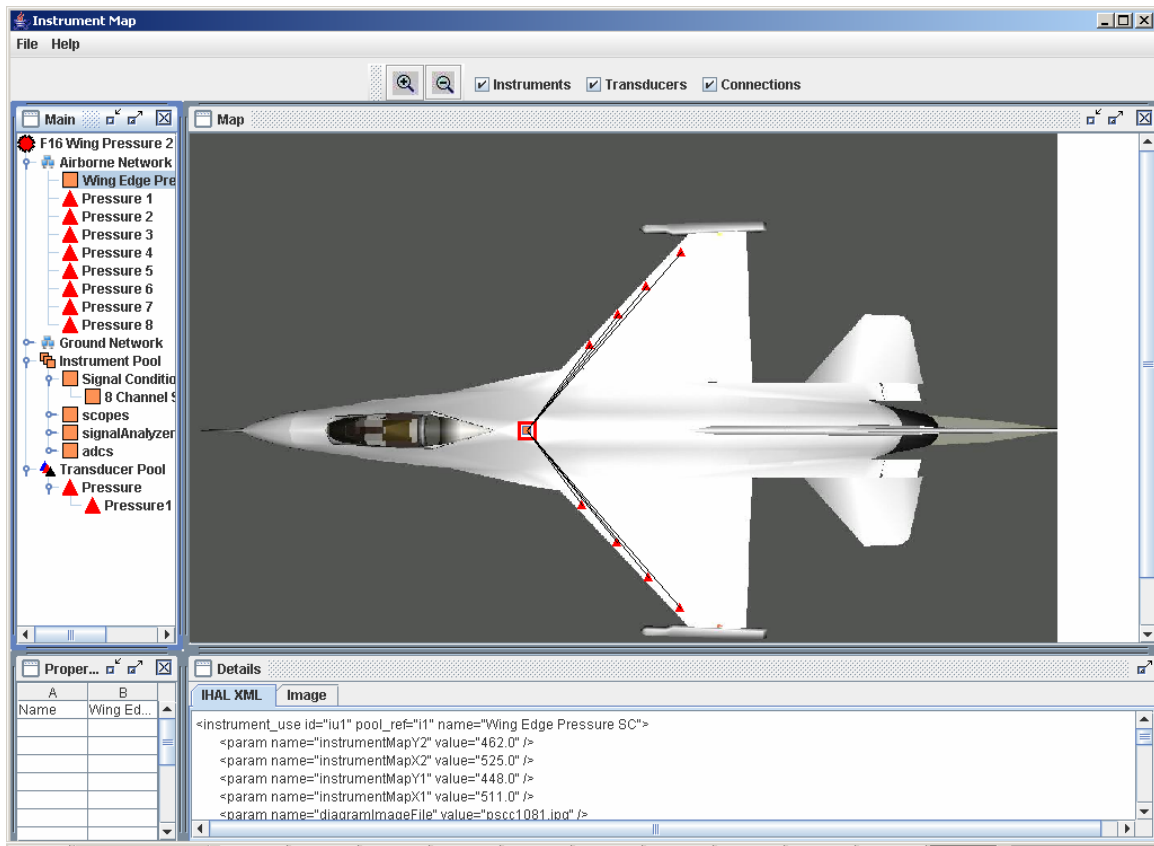 Instrument Map
File Help
Instruments Transducers Connections
Main
F16 Wing Pressure 2
Airborne Network
Wing Edge Pre
Pressure 1
Pressure 2
Pressure 3
Pressure 4
Pressure 5
Pressure 6
Pressure 7
Pressure 8
Ground Network
Instrument Pool
Signal Conditio
8 Channel S
scopes
signalAnalyzer
adcs
Transducer Pool
Pressure
Pressure1
Map
Proper...
A B
Name Wing Ed...
Details
IHAL XML Image
<instrument_use id="iu1" pool_ref="i1" name="Wing Edge Pressure SC">
<param name="instrumentMapY2" value="462.0" />
<param name="instrumentMapX2" value="525.0" />
<param name="instrumentMapY1" value="448.0" />
<param name="instrumentMapX1" value="511.0" />
<param name="diagramImageFile" value="pscc1081.jpg" />